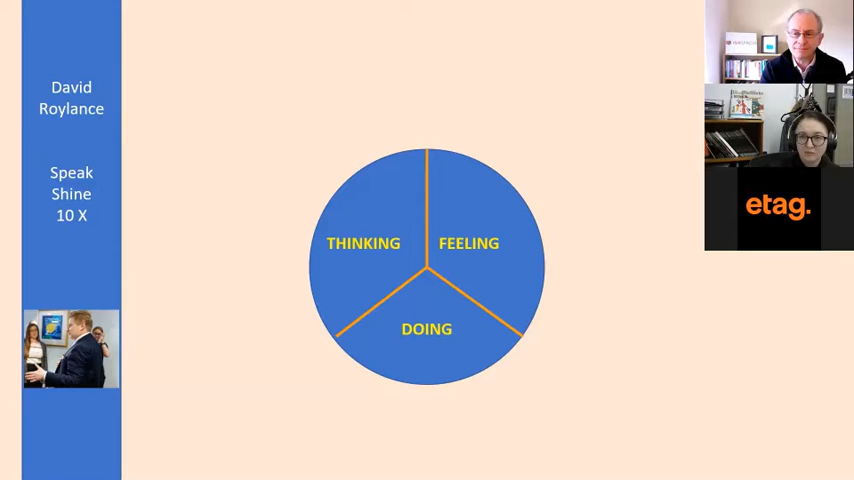 David
Roylance
Speak
Shine
10 X
THINKING
FEELING
DOING
etag.